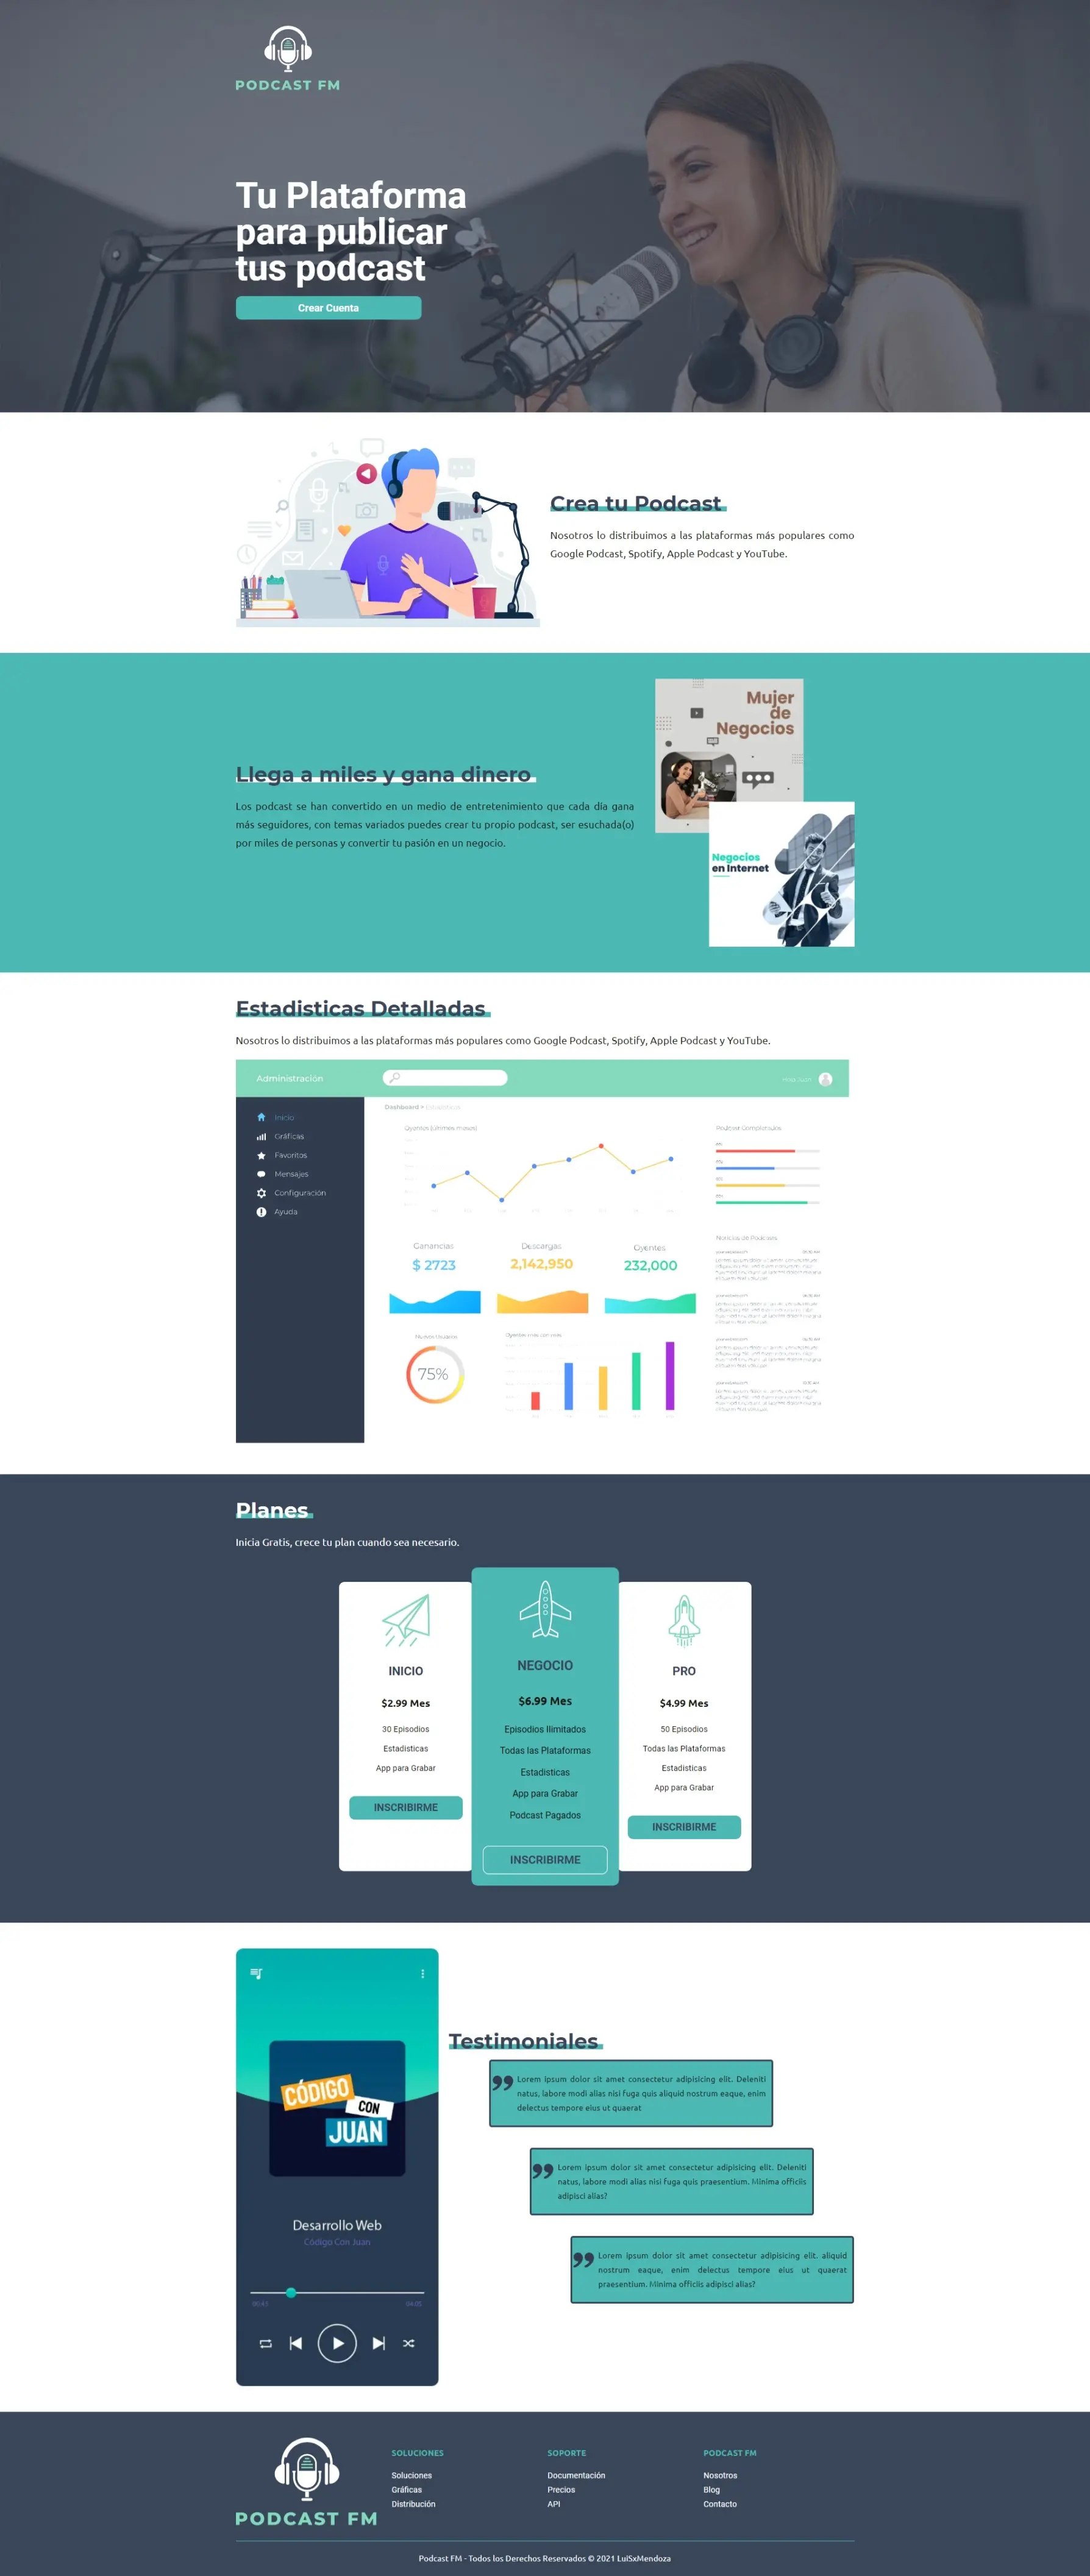 PODCAST FM
Tu Plataforma
para publicar
tus podcast
Crear Cuenta
Crea tu Podcast
Nosotros lo distribuimos a las plataformas más populares como
Google Podcast, Spotify, Apple Podcast y YouTube.
Mujer
de
Negocios
Llega a miles y gana dinero
Los podcast se han convertido en un medio de entretenimiento que cada día gana
más seguidores, con temas variados puedes crear tu propio podcast, ser esuchada(o)
por miles de personas y convertir tu pasión en un negocio.
Negocios
en Internet
Estadisticas Detalladas
Nosotros lo distribuimos a las plataformas más populares como Google Podcast, Spotify, Apple Podcast y YouTube.
Administración
Dashboard >
Inicio
Gráficas
Favoritos
Mensajes
Configuración
Ayuda
Oyentes (últimos meses)
Podcast Completados
Ganancias
$ 2723
Descargas
2,142,950
Oyentes
232,000
Noticias de Podcasts
75%
Planes
Inicia Gratis, crece tu plan cuando sea necesario.
INICIO
$2.99 Mes
30 Episodios
Estadisticas
App para Grabar
INSCRIBIRME
NEGOCIO
$6.99 Mes
Episodios Ilimitados
Todas las Plataformas
Estadisticas
App para Grabar
Podcast Pagados
INSCRIBIRME
PRO
$4.99 Mes
50 Episodios
Todas las Plataformas
Estadisticas
App para Grabar
INSCRIBIRME
CÓDIGO
CON
JUAN
Desarrollo Web
Código Con Juan
Testimoniales
Lorem ipsum dolor sit amet consectetur adipisicing elit. Deleniti
natus, labore modi alias nisi fuga quis aliquid nostrum eaque, enim
delectus tempore eius ut quaerat
Lorem ipsum dolor sit amet consectetur adipisicing elit. Deleniti
natus, labore modi alias nisi fuga quis praesentium. Minima officiis
adipisci alias?
Lorem ipsum dolor sit amet consectetur adipisicing elit. aliquid
nostrum eaque, enim delectus tempore eius ut quaerat
praesentium. Minima officiis adipisci alias?
PODCAST FM
SOLUCIONES
Soluciones
Gráficas
Distribución
SOPORTE
Documentación
Precios
API
PODCAST FM
Nosotros
Blog
Contacto
Podcast FM - Todos los Derechos Reservados © 2021 LuiSxMendoza